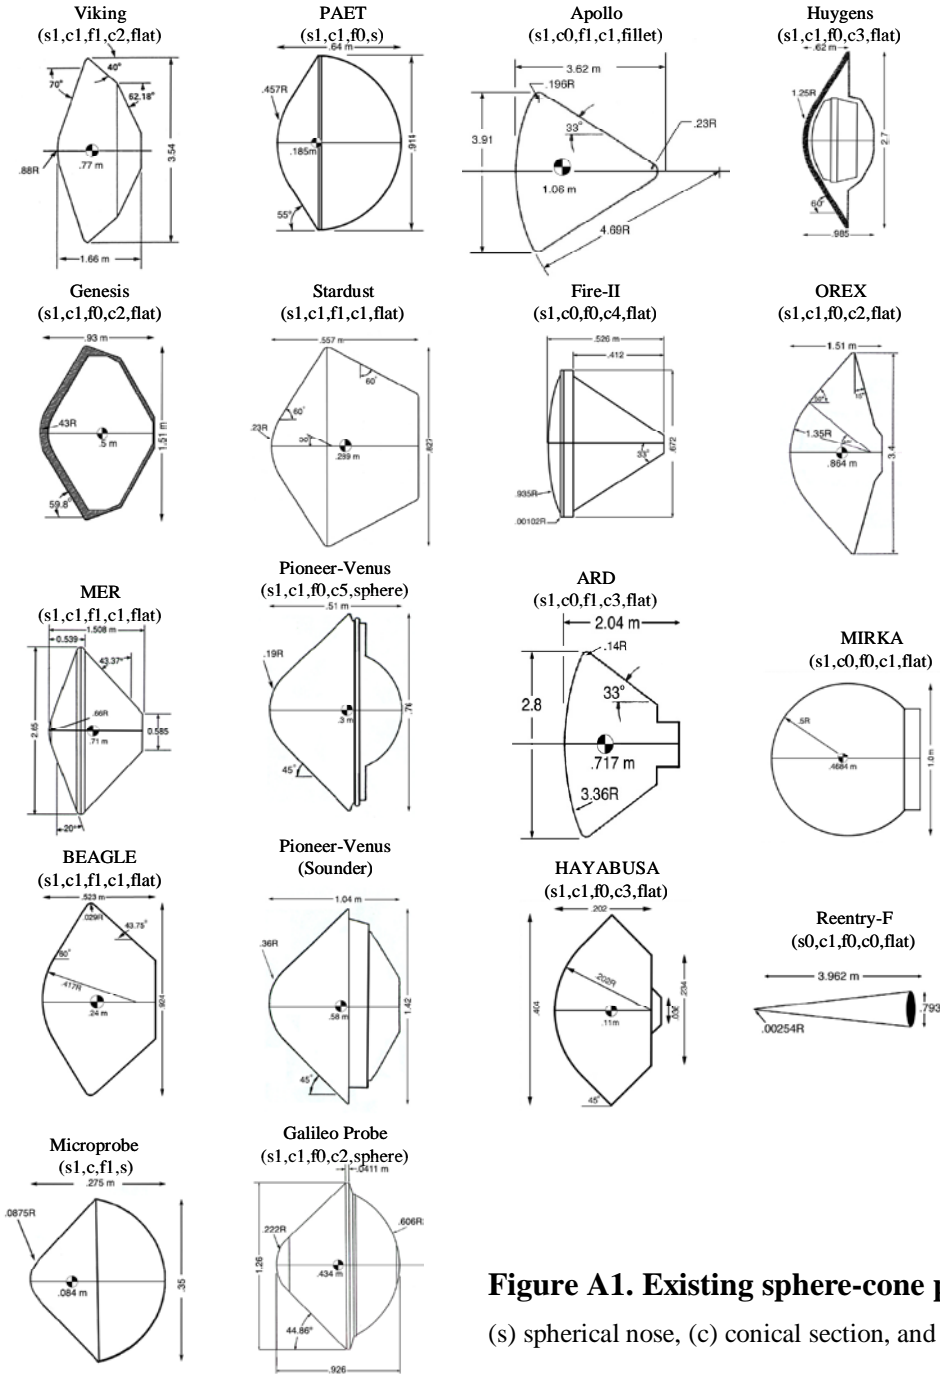 Viking
(s1,c1,f1,c2,flat)
40°
70°
62.18°
.77 m
3.54
.88R
1.66 m
PAET
(s1,c1,f0,s)
.64 m
.457R
.185m
.914
55°
Apollo
(s1,c0,f1,c1,fillet)
3.62 m
.196R
33°
.23R
3.91
1.06 m
4.69R
Huygens
(s1,c1,f0,c3,flat)
.62 m
1.25R
2.7
60°
.985
Genesis
(s1,c1,f0,c2,flat)
.93 m
.43R
.5 m
1.51 m
59.8°
Stardust
(s1,c1,f1,c1,flat)
.557
60°
60°
.23R
.289 m
.827
Fire-II
(s1,c0,f0,c4,flat)
.526 m
.412
.672
33°
.935R
.00102R
OREX
(s1,c1,f0,c2,flat)
1.51 m
15°
1.35R
.864 m
3.4
MER
(s1,c1,f1,c1,flat)
1.508 m
0.539
43.37°
.66R
2.65
.71 m
0.585
20°
Pioneer-Venus
(s1,c1,f0,c5,sphere)
.51 m
.19R
.3 m
.76
45°
ARD
(s1,c0,f1,c3,flat)
2.04 m
.14R
2.8
33°
.717 m
3.36R
MIRKA
(s1,c0,f0,c1,flat)
.5R
.4684m
1.0m
BEAGLE
(s1,c1,f1,c1,flat)
.523 m
.029R
43.75°
60°
.417R
.24 m
.924
Pioneer-Venus
(Sounder)
1.04 m
.36R
.58 m
1.42
45°
HAYABUSA
(s1,c1,f0,c3,flat)
.202
.202R
.404
.11m
.234
45°
Reentry-F
(s0,c1,f0,c0,flat)
3.962 m
.793
.00254R
Microprobe
(s1,c,f1,s)
.275 m
.0875R
.084 m
.35
Galileo Probe
(s1,c1,f0,c2,sphere)
.0411 m
.222R
.606R
1.26
.434 m
44.86°
.926
Figure A1. Existing sphere-cone
(s) spherical nose, (c) conical section, and